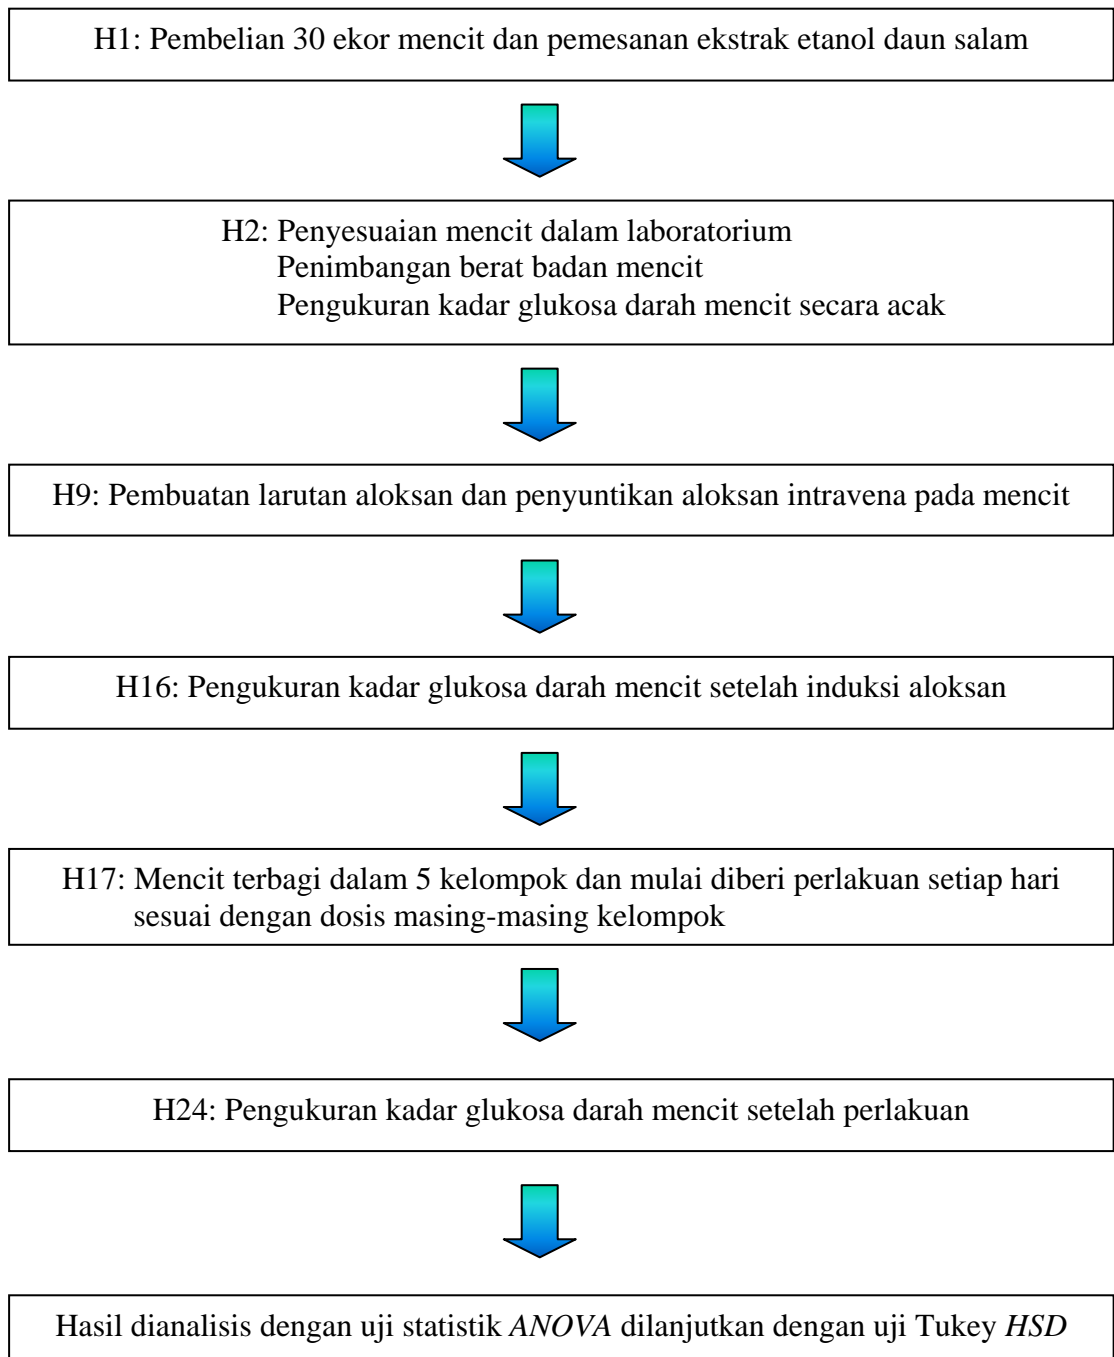 H1: Pembelian 30 ekor mencit dan pemesanan ekstrak etanol daun salam
H2: Penyesuaian mencit dalam laboratorium
Penimbangan berat badan mencit
Pengukuran kadar glukosa darah mencit secara acak
H9: Pembuatan larutan aloksan dan penyuntikan aloksan intravena pada mencit
H16: Pengukuran kadar glukosa darah mencit setelah induksi aloksan
H17: Mencit terbagi dalam 5 kelompok dan mulai diberi perlakuan setiap hari
sesuai dengan dosis masing-masing kelompok
H24: Pengukuran kadar glukosa darah mencit setelah perlakuan
Hasil dianalisis dengan uji statistik ANOVA dilanjutkan dengan uji Tukey HSD